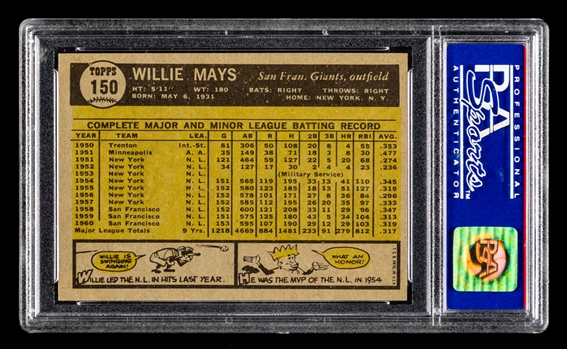 TOPPS
150
WILLIE MAYS San Fran. Giants, outfield
HT: 5'11" WT: 180 BATS: RIGHT THROWS: RIGHT
BORN: MAY 6, 1931 HOME: NEW YORK, N. Y.
COMPLETE MAJOR AND MINOR LEAGUE BATTING RECORD
YEAR TEAM LEA. G AB R H 2B 3B HR RBI AVG.
1950 Trenton Int.-St. 81 306 50 108 20 8 4 55 .353
1951 Minneapolis A. A. 35 149 38 71 18 3 8 30 .477
1951 New York N. L. 121 464 59 127 22 5 20 68 .274
1952 New York N. L. 34 127 17 30 2 4 4 23 .236
1953 New York N. L. (Military Service)
1954 New York N. L. 151 565 119 195 33 13 41 110 .345
1955 New York N. L. 152 580 123 185 18 13 51 127 .319
1956 New York N. L. 152 578 101 171 27 8 36 84 .296
1957 New York N. L. 152 585 112 195 26 20 35 97 .333
1958 San Francisco N. L. 152 600 121 208 33 11 29 96 .347
1959 San Francisco N. L. 151 575 125 180 43 5 34 104 .313
1960 San Francisco N. L. 153 595 107 190 29 12 29 103 .319
Major League Totals 9 Yrs. 1218 4669 884 1481 233 91 279 812 .317
WILLIE IS
SWINGING
AGAIN!
WILLIE LED THE N.L. IN HITS LAST YEAR.
WHAT AN
HONOR!
HE WAS THE MVP OF THE N.L. IN 1954
PROFESSIONAL
PSA
Sports
TM
AUTHENTICATOR
PSA